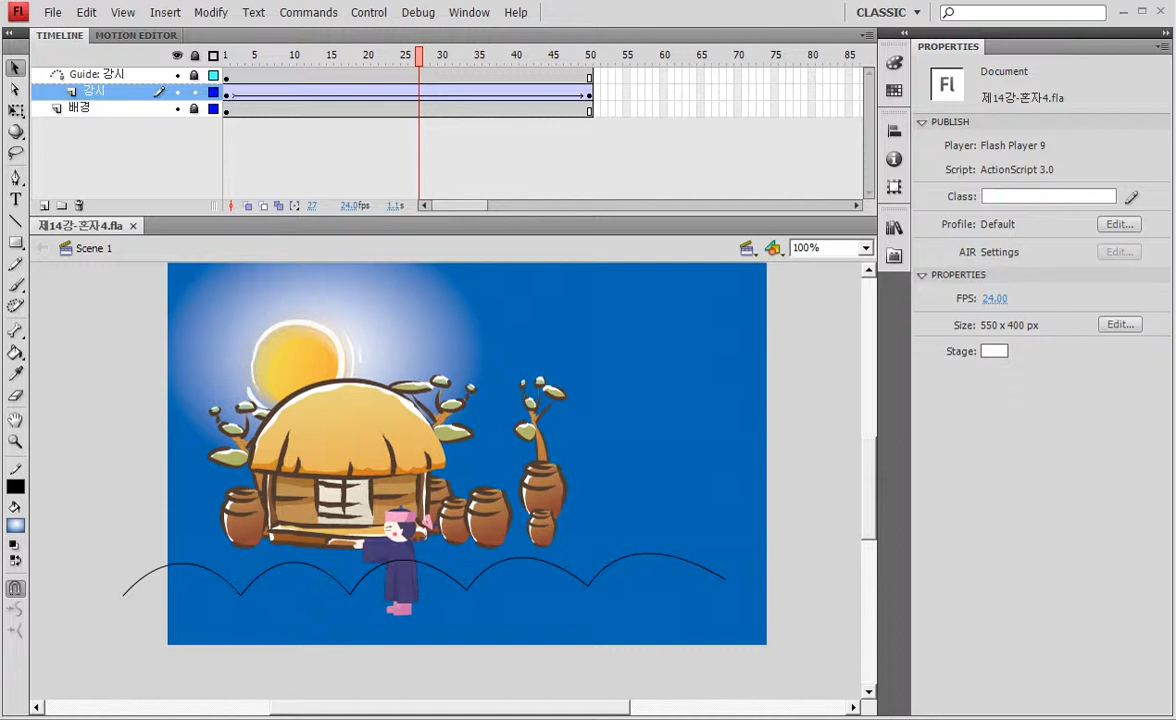 Fl File Edit View Insert Modify Text Commands Control Debug Window Help CLASSIC
TIMELINE MOTION EDITOR
1 5 10 15 20 25 30 35 40 45 50 55 60 65 70 75 80 85
Guide: 강시
강시
배경
27 24.0fps 1.1s
제14강-혼자4.fla
Scene 1
100%
PROPERTIES
Fl
Document
제14강-혼자4.fla
PUBLISH
Player: Flash Player 9
Script: ActionScript 3.0
Class:
Profile: Default Edit...
AIR Settings Edit...
PROPERTIES
FPS: 24.00
Size: 550 x 400 px Edit...
Stage: